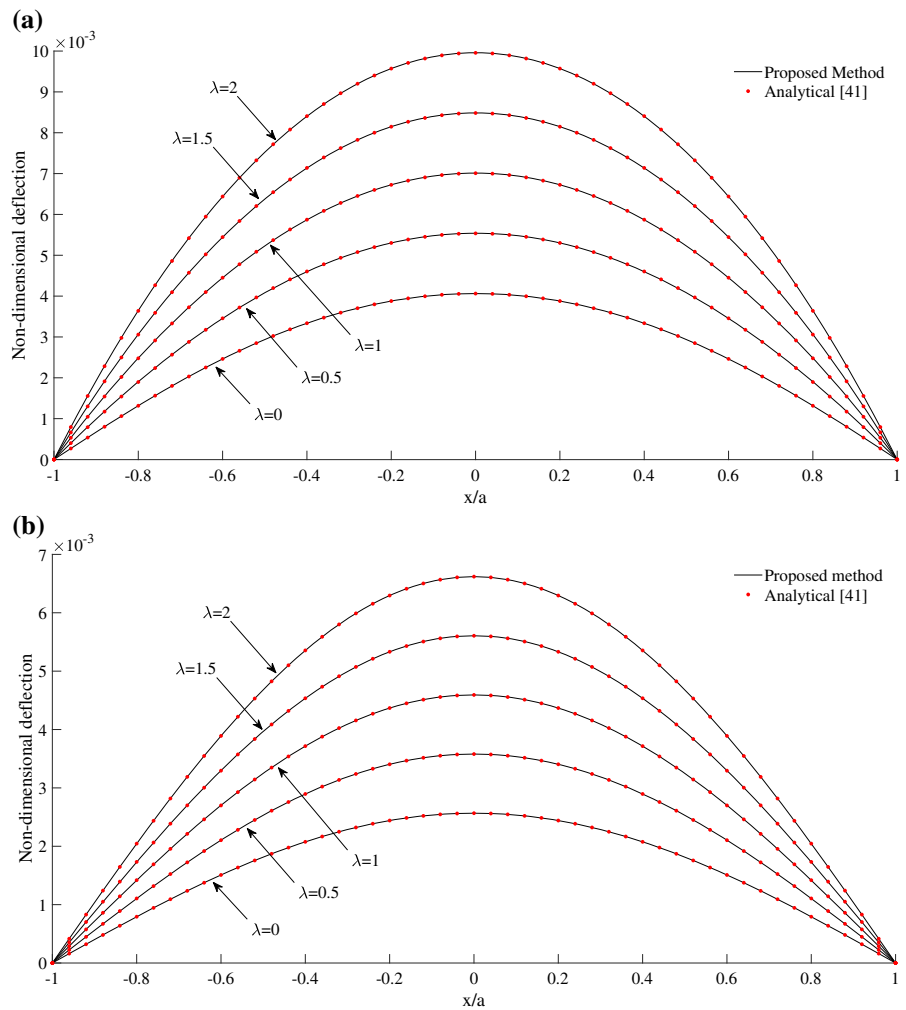 (a)
×10-3
10
9
8
7
6
5
4
3
2
1
0
Non-dimensional deflection
λ=2
λ=1.5
λ=1
λ=0.5
λ=0
Proposed Method
Analytical [41]
-1 -0.8 -0.6 -0.4 -0.2 0 0.2 0.4 0.6 0.8 1
x/a
(b)
×10-3
7
6
5
4
3
2
1
0
Non-dimensional deflection
λ=2
λ=1.5
λ=1
λ=0.5
λ=0
Proposed method
Analytical [41]
-1 -0.8 -0.6 -0.4 -0.2 0 0.2 0.4 0.6 0.8 1
x/a